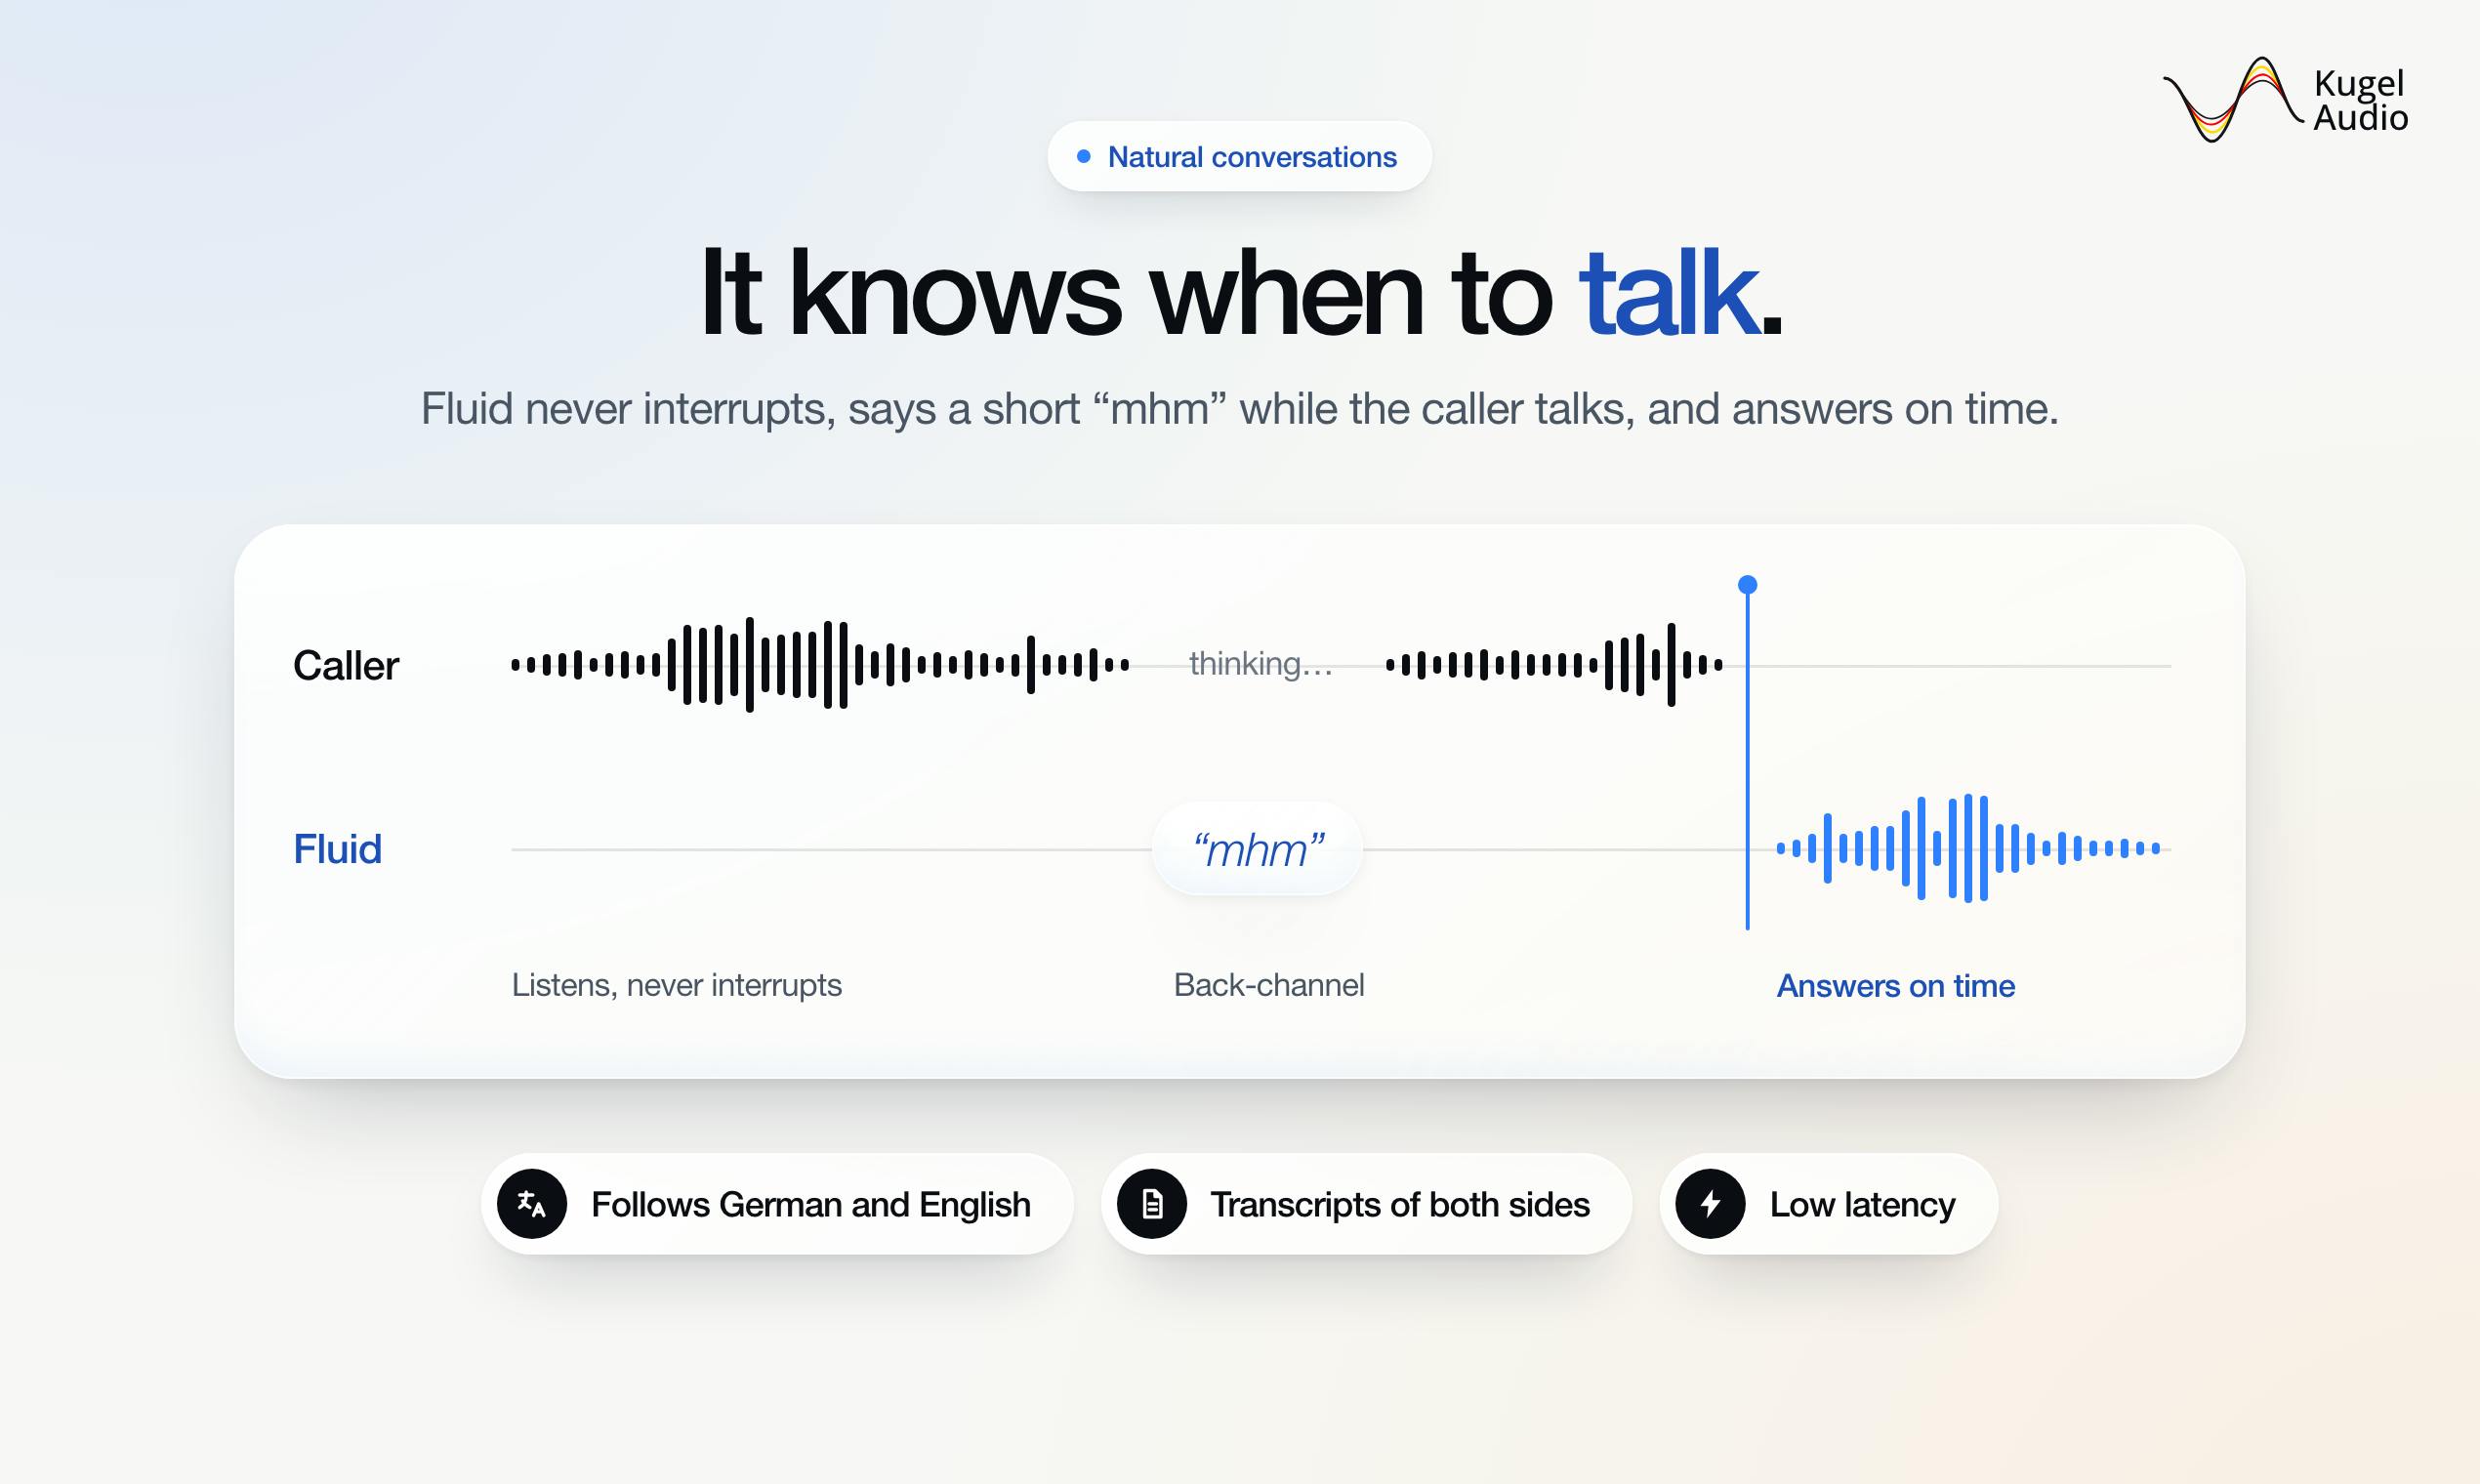 Kugel
Audio
Natural conversations
It knows when to talk.
Fluid never interrupts, says a short “mhm” while the caller talks, and answers on time.
Caller
thinking…
Fluid
“mhm”
Listens, never interrupts
Back-channel
Answers on time
Follows German and English
Transcripts of both sides
Low latency